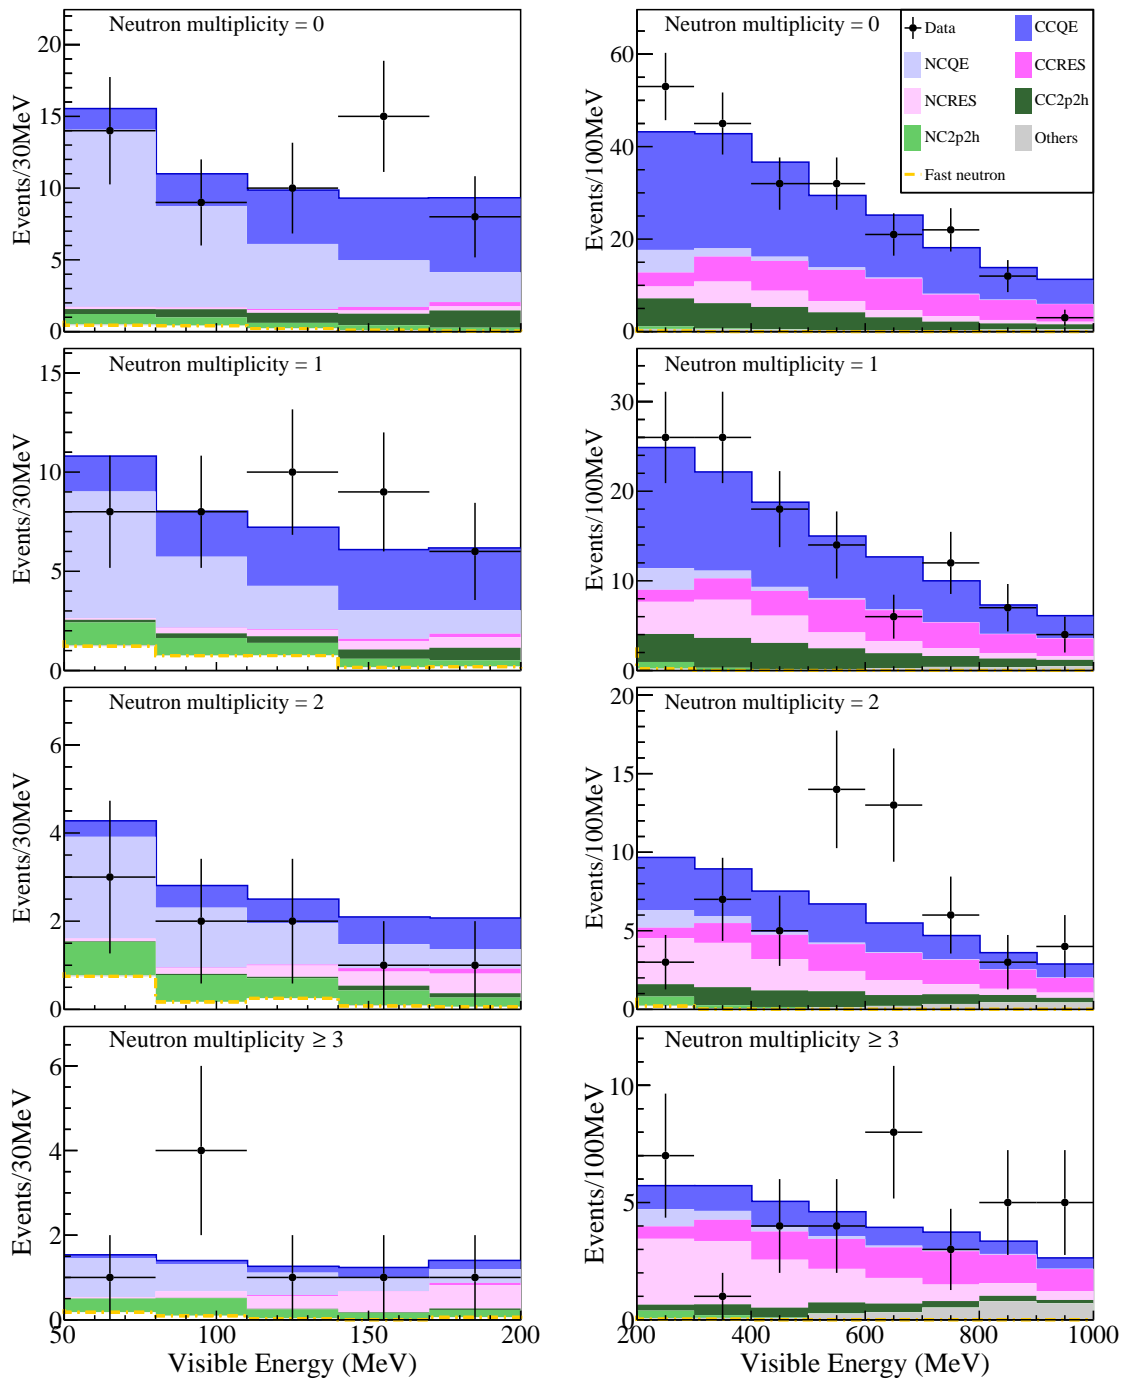 Neutron multiplicity = 0
Events/30MeV
0
5
10
15
20
Neutron multiplicity = 0
Events/100MeV
0
20
40
60
Data
CCQE
NCQE
CCRES
NCRES
CC2p2h
NC2p2h
Others
Fast neutron
Neutron multiplicity = 1
Events/30MeV
0
5
10
15
Neutron multiplicity = 1
Events/100MeV
0
10
20
30
Neutron multiplicity = 2
Events/30MeV
0
2
4
6
Neutron multiplicity = 2
Events/100MeV
0
5
10
15
20
Neutron multiplicity ≥ 3
Events/30MeV
0
2
4
6
50
100
150
200
Visible Energy (MeV)
Neutron multiplicity ≥ 3
Events/100MeV
0
5
10
200
400
600
800
1000
Visible Energy (MeV)